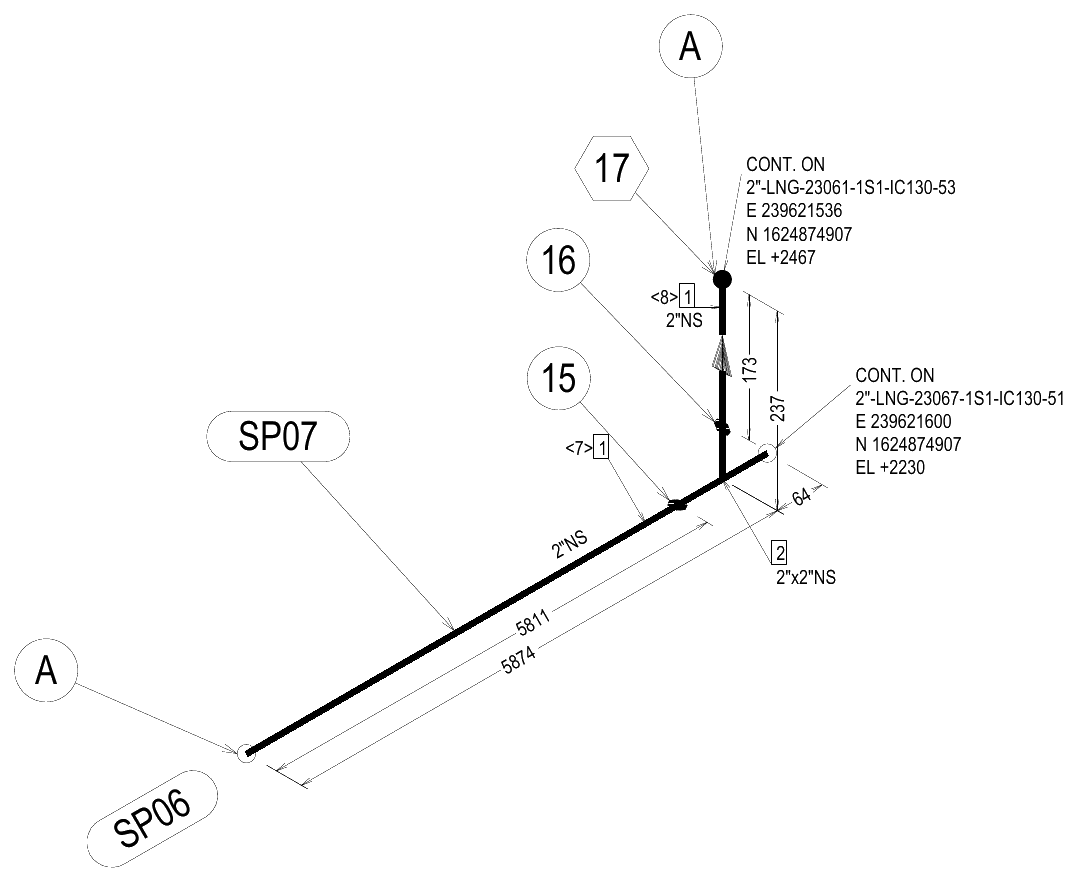 A
17
CONT. ON
2"-LNG-23061-1S1-IC130-53
E 239621536
N 1624874907
EL +2467
16
<8> 1
2"NS
173
237
15
CONT. ON
2"-LNG-23067-1S1-IC130-51
E 239621600
N 1624874907
EL +2230
SP07
<7> 1
64
2"NS
2
2"x2"NS
5811
5874
A
SP06